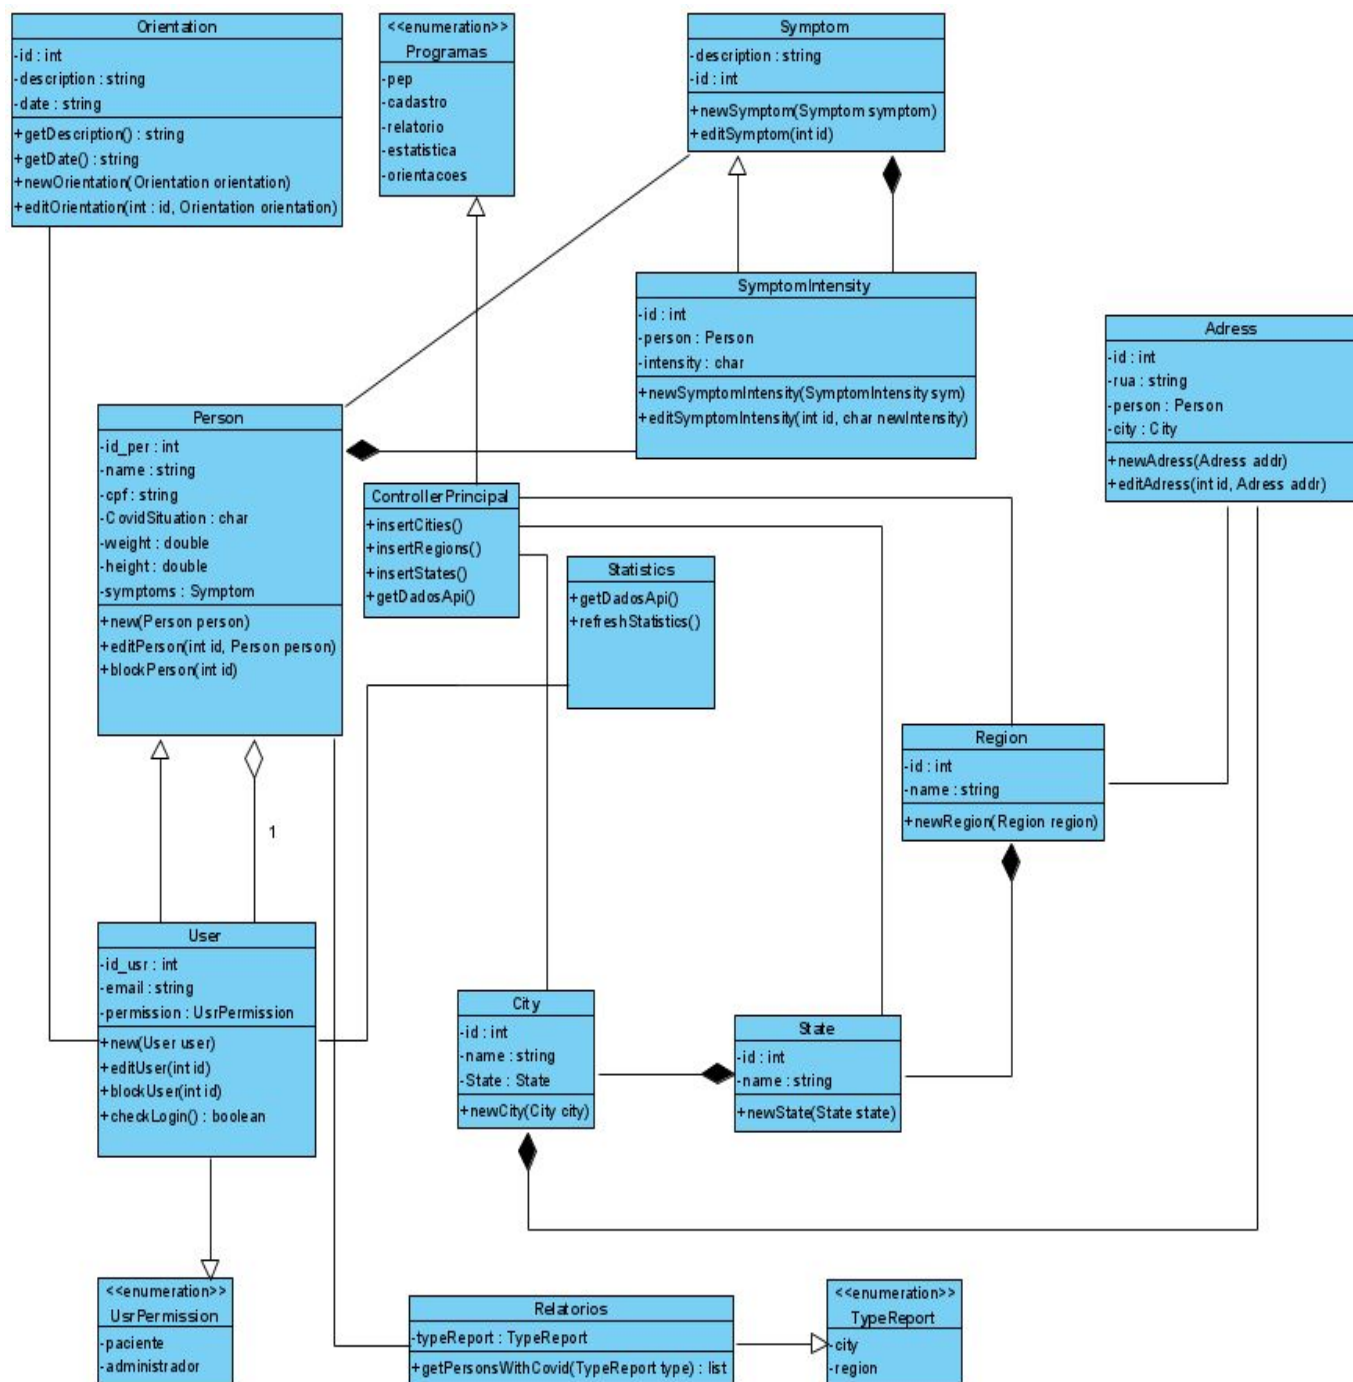 Orientation
-id : int
-description : string
-date : string
+getDescription() : string
+getDate() : string
+newOrientation(Orientation orientation)
+editOrientation(int : id, Orientation orientation)
<<enumeration>>
Programas
-pep
-cadastro
-relatorio
-estatistica
-orientacoes
Symptom
-description : string
-id : int
+newSymptom(Symptom symptom)
+editSymptom(int id)
SymptomIntensity
-id : int
-person : Person
-intensity : char
+newSymptomIntensity(SymptomIntensity sym)
+editSymptomIntensity(int id, char newIntensity)
Adress
-id : int
-rua : string
-person : Person
-city : City
+newAdress(Adress addr)
+editAdress(int id, Adress addr)
Person
-id_per : int
-name : string
-cpf : string
-CovidSituation : char
-weight : double
-height : double
-symptoms : Symptom
+new(Person person)
+editPerson(int id, Person person)
+blockPerson(int id)
ControllerPrincipal
+insertCities()
+insertRegions()
+insertStates()
+getDadosApi()
Statistics
+getDadosApi()
+refreshStatistics()
Region
-id : int
-name : string
+newRegion(Region region)
1
User
-id_usr : int
-email : string
-permission : UsrPermission
+new(User user)
+editUser(int id)
+blockUser(int id)
+checkLogin() : boolean
City
-id : int
-name : string
-State : State
+newCity(City city)
State
-id : int
-name : string
+newState(State state)
<<enumeration>>
UsrPermission
-paciente
-administrador
Relatorios
-typeReport : TypeReport
+getPersonsWithCovid(TypeReport type) : list
<<enumeration>>
TypeReport
-city
-region